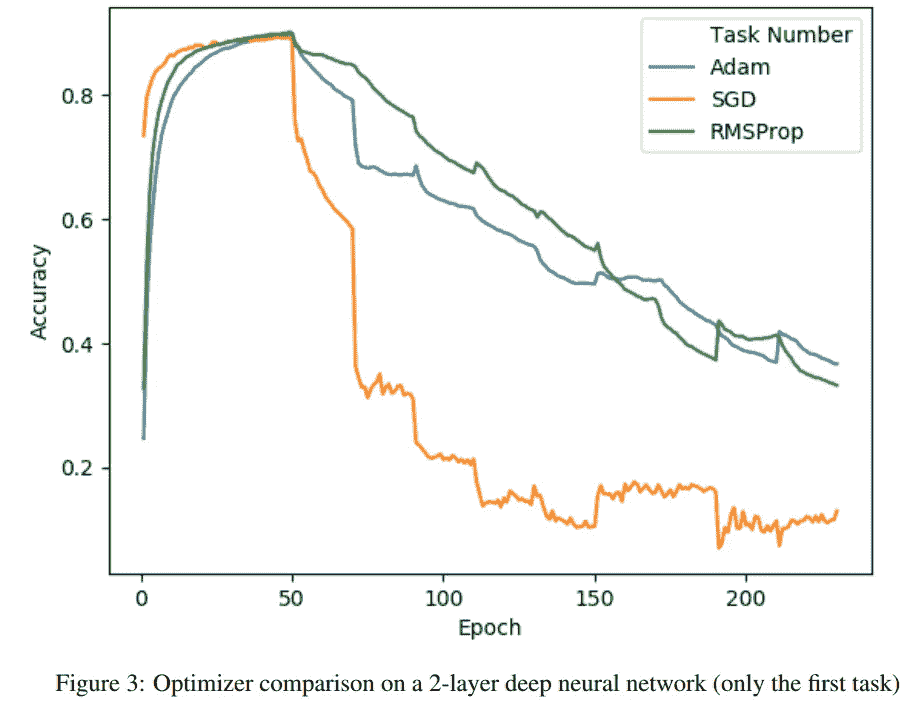 Task Number
Adam
SGD
RMSProp
0.8
0.6
0.4
0.2
Accuracy
0 50 100 150 200
Epoch
Figure 3: Optimizer comparison on a 2-layer deep neural network (only the first task)